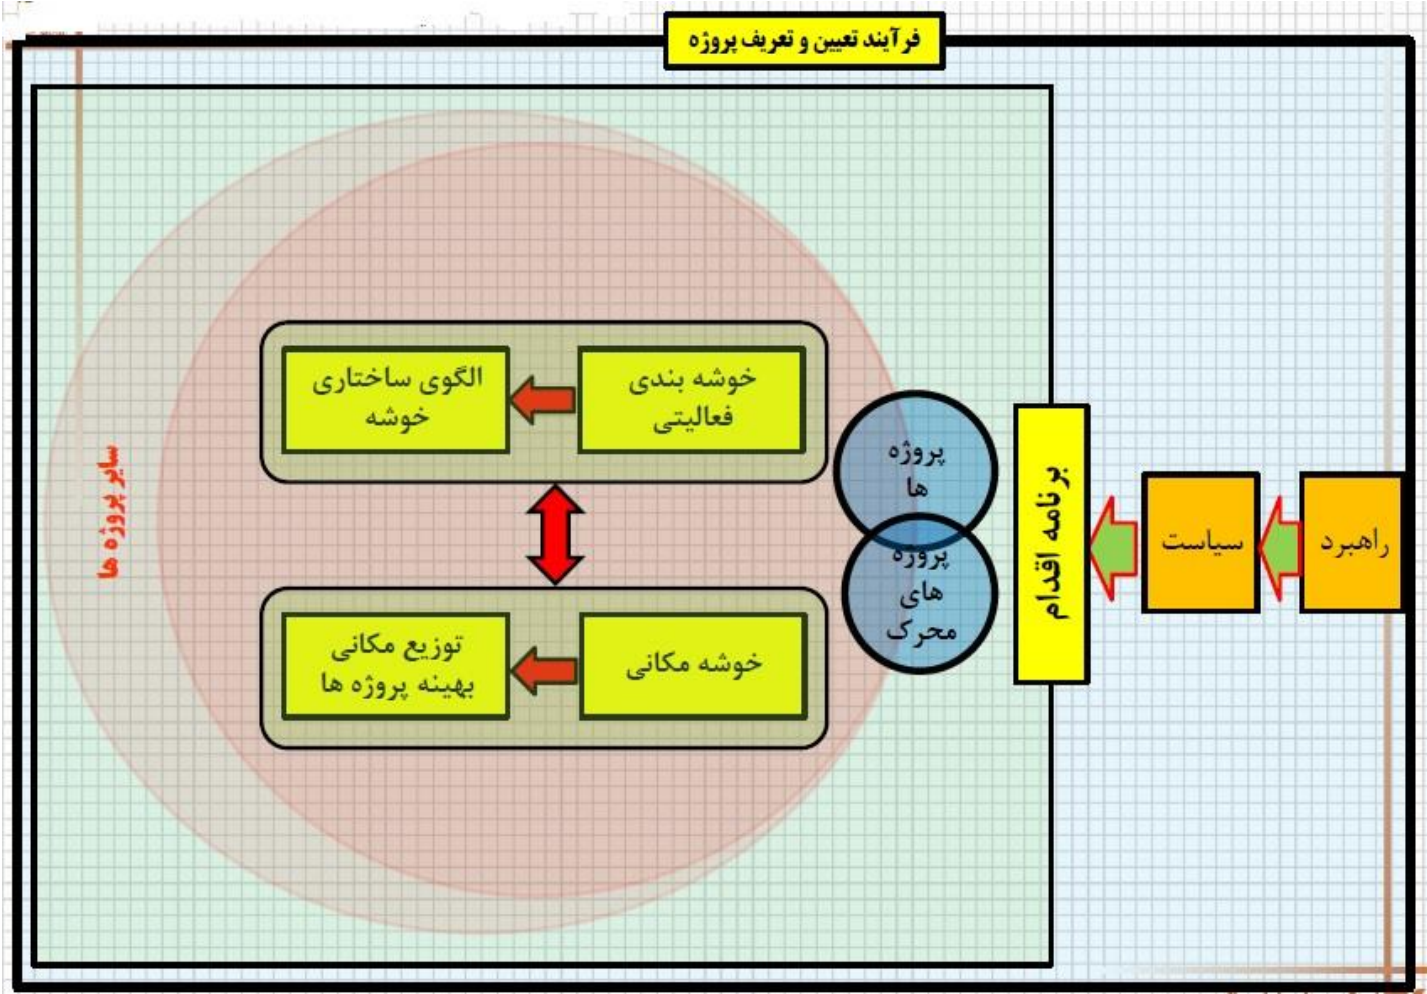 فرآیند تعیین و تعریف پروژه
راهبرد
سیاست
برنامه اقدام
پروژه
ها
پروژه
های
محرک
خوشه بندی
فعالیتی
الگوی ساختاری
خوشه
خوشه مکانی
توزیع مکانی
بهینه پروژه ها
سایر پروژه ها